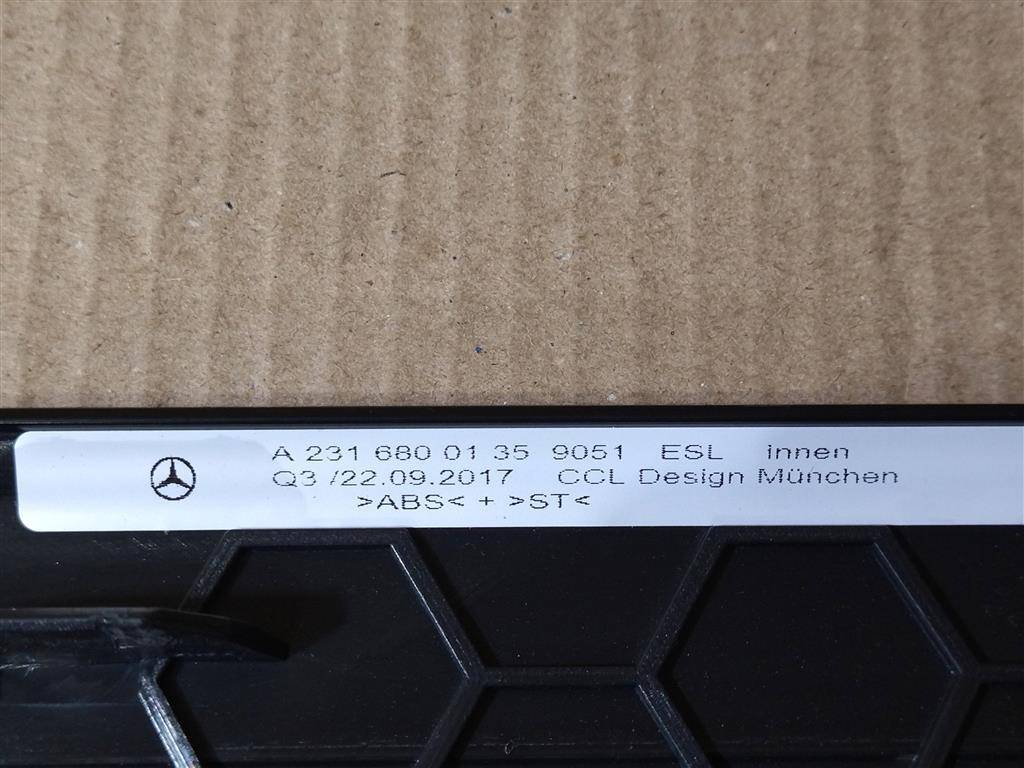 A 231 680 01 35 9051 ESL innen
Q3 /22.09.2017 CCL Design München
>ABS< + >ST<